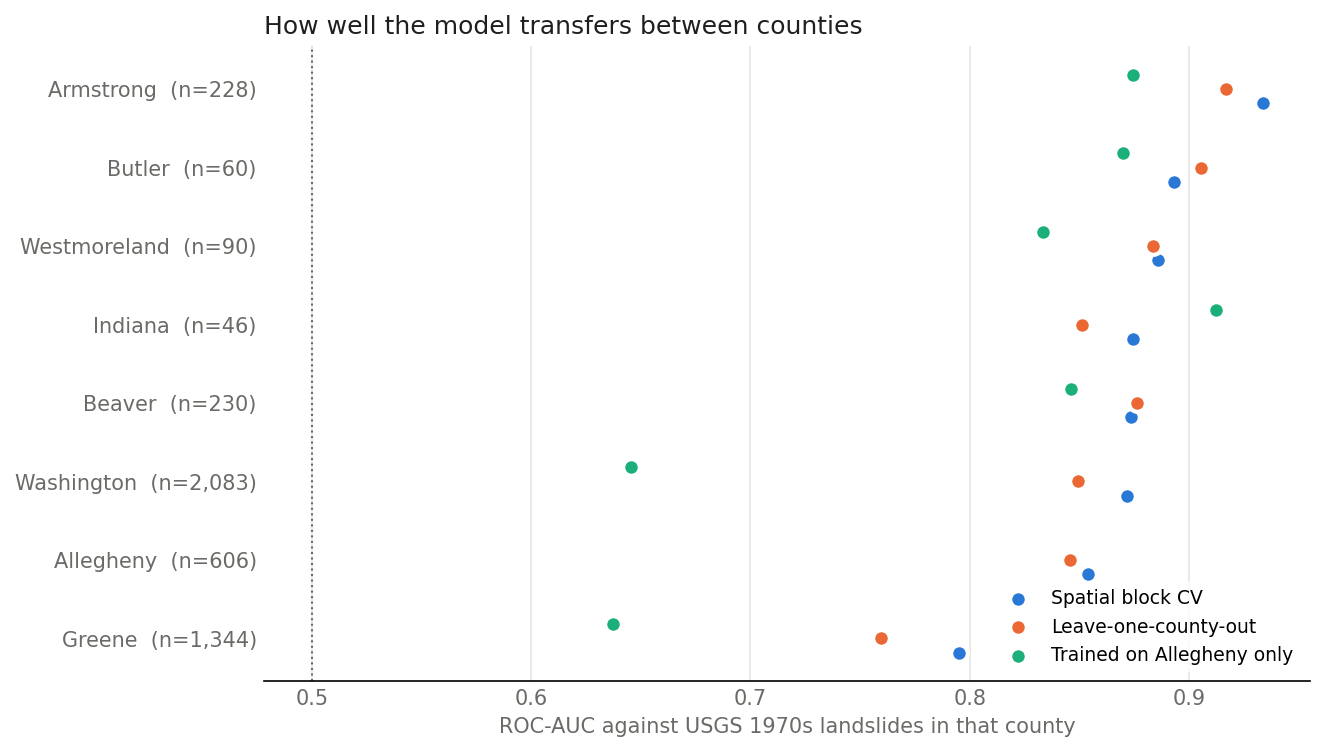 How well the model transfers between counties
Armstrong (n=228)
Butler (n=60)
Westmoreland (n=90)
Indiana (n=46)
Beaver (n=230)
Washington (n=2,083)
Allegheny (n=606)
Greene (n=1,344)
Spatial block CV
Leave-one-county-out
Trained on Allegheny only
0.5 0.6 0.7 0.8 0.9
ROC-AUC against USGS 1970s landslides in that county